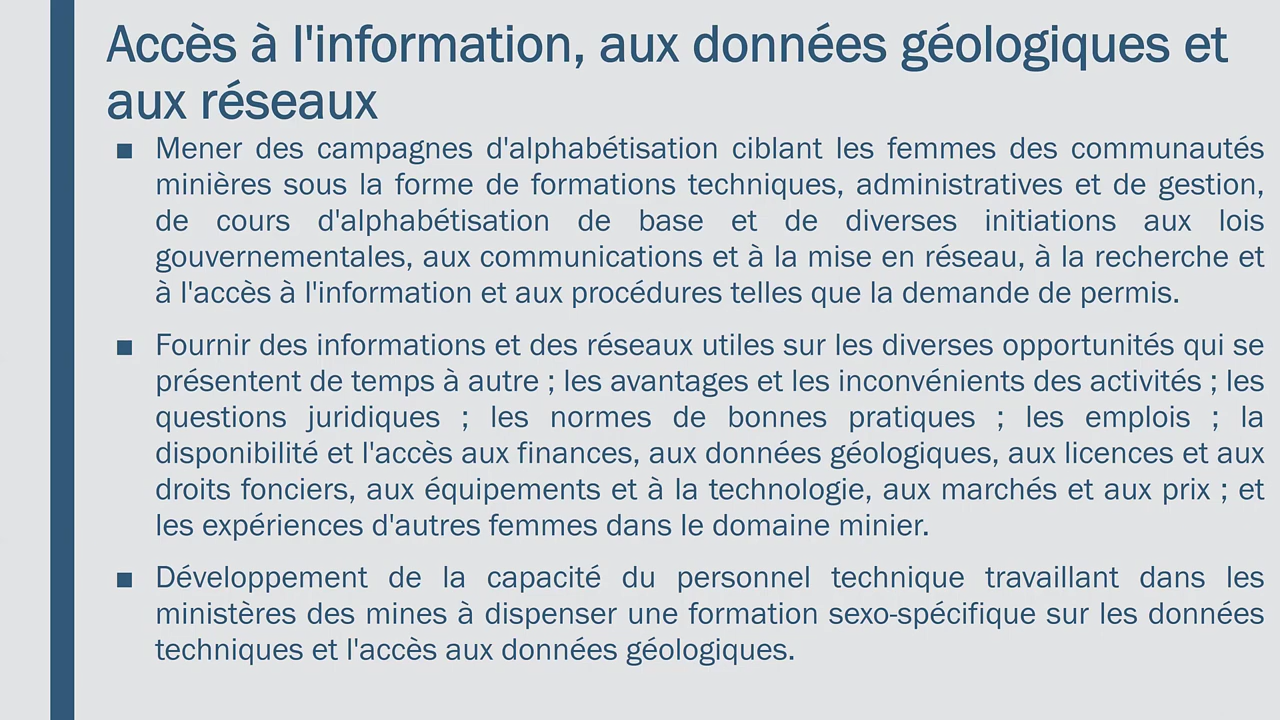 Accès à l'information, aux données géologiques et
aux réseaux
▪ Mener des campagnes d'alphabétisation ciblant les femmes des communautés
minières sous la forme de formations techniques, administratives et de gestion,
de cours d'alphabétisation de base et de diverses initiations aux lois
gouvernementales, aux communications et à la mise en réseau, à la recherche et
à l'accès à l'information et aux procédures telles que la demande de permis.
▪ Fournir des informations et des réseaux utiles sur les diverses opportunités qui se
présentent de temps à autre ; les avantages et les inconvénients des activités ; les
questions juridiques ; les normes de bonnes pratiques ; les emplois ; la
disponibilité et l'accès aux finances, aux données géologiques, aux licences et aux
droits fonciers, aux équipements et à la technologie, aux marchés et aux prix ; et
les expériences d'autres femmes dans le domaine minier.
▪ Développement de la capacité du personnel technique travaillant dans les
ministères des mines à dispenser une formation sexo-spécifique sur les données
techniques et l'accès aux données géologiques.